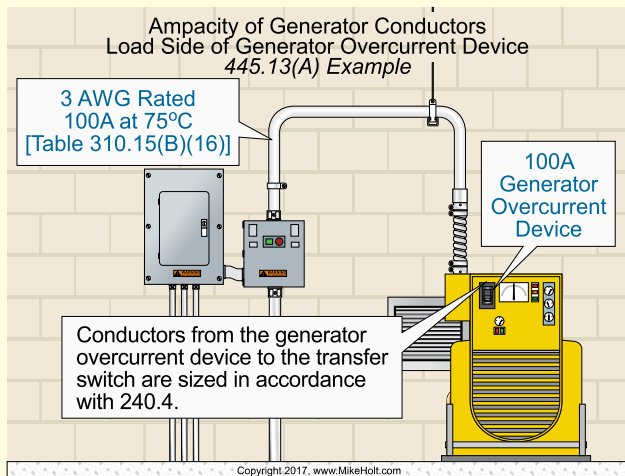 Ampacity of Generator Conductors
Load Side of Generator Overcurrent Device
445.13(A) Example
3 AWG Rated
100A at 75ºC
[Table 310.15(B)(16)]
100A
Generator
Overcurrent
Device
Conductors from the generator
overcurrent device to the transfer
switch are sized in accordance
with 240.4.
Copyright 2017, www.MikeHolt.com